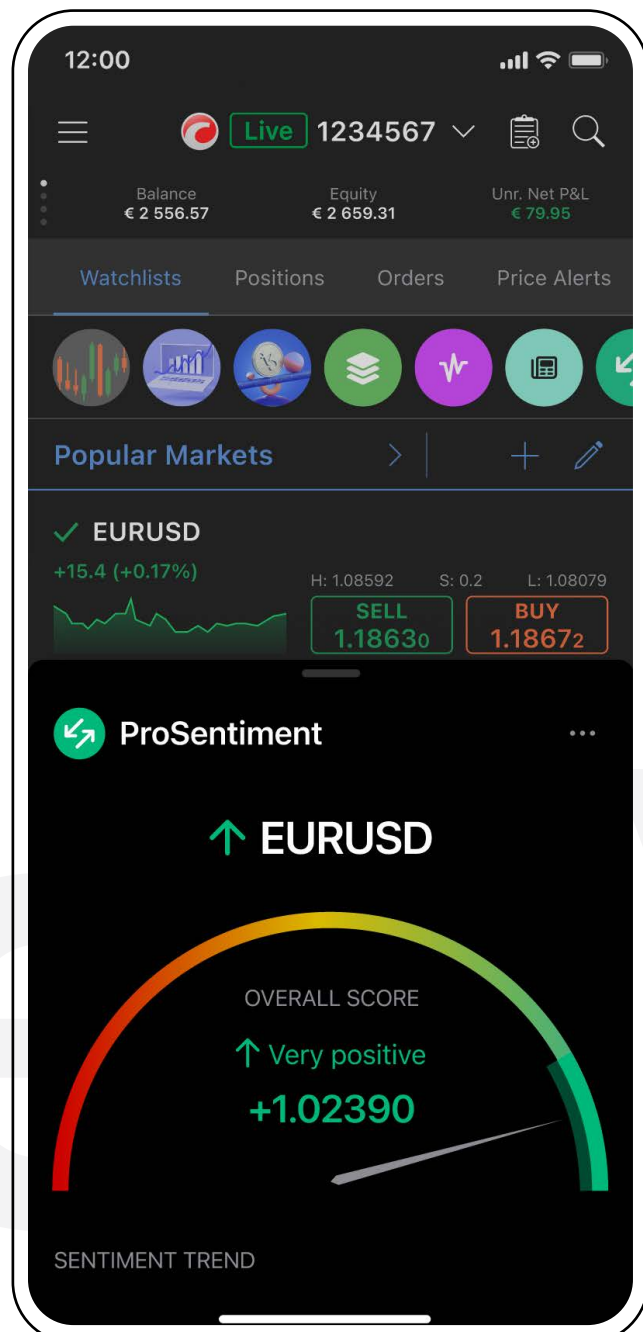 12:00
Live 1234567
Balance Equity Unr. Net P&L
€ 2 556.57 € 2 659.31 € 79.95
Watchlists Positions Orders Price Alerts
Popular Markets
EURUSD
+15.4 (+0.17%)
H: 1.08592 S: 0.2 L: 1.08079
SELL BUY
1.18630 1.18672
ProSentiment
EURUSD
OVERALL SCORE
Very positive
+1.02390
SENTIMENT TREND